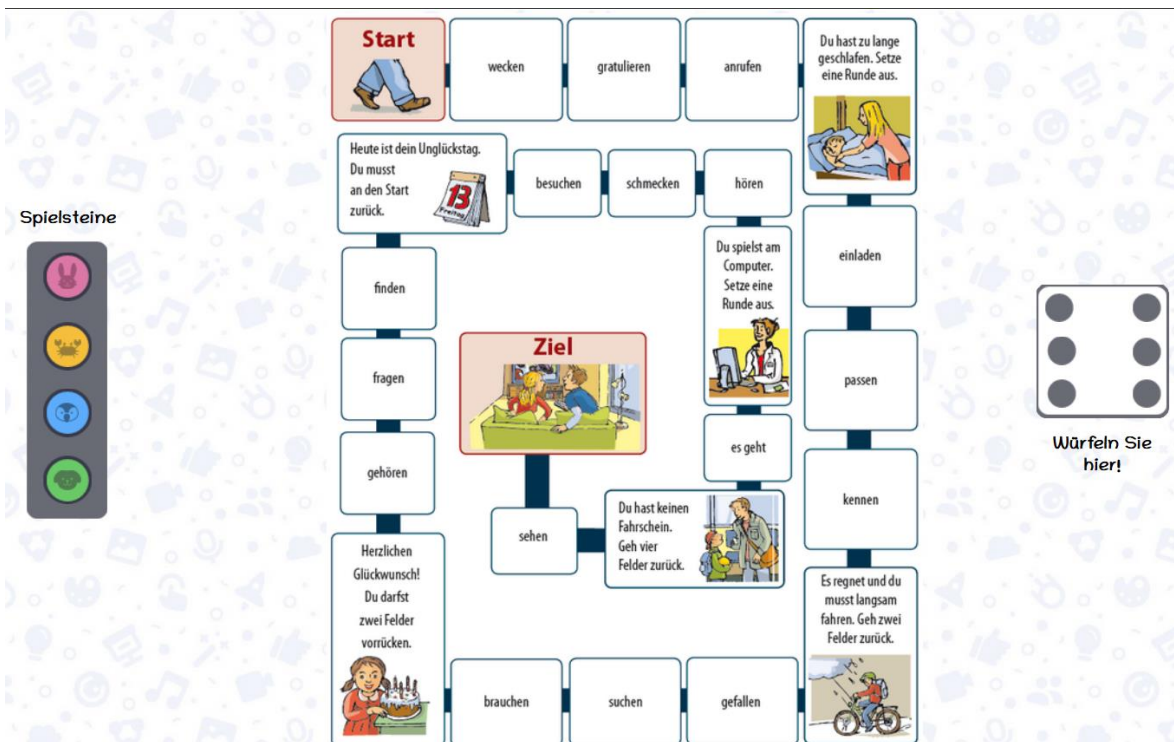 Start
wecken
gratulieren
anrufen
Du hast zu lange
geschlafen. Setze
eine Runde aus.
einladen
passen
kennen
Es regnet und du
musst langsam
fahren. Geh zwei
Felder zurück.
gefallen
suchen
brauchen
Herzlichen
Glückwunsch!
Du darfst
zwei Felder
vorrücken.
gehören
fragen
finden
Heute ist dein Unglückstag.
Du musst
an den Start
zurück.
13
Freitag
besuchen
schmecken
hören
Du spielst am
Computer.
Setze eine
Runde aus.
es geht
Du hast keinen
Fahrschein.
Geh vier
Felder zurück.
sehen
Ziel
Spielsteine
Würfeln Sie
hier!